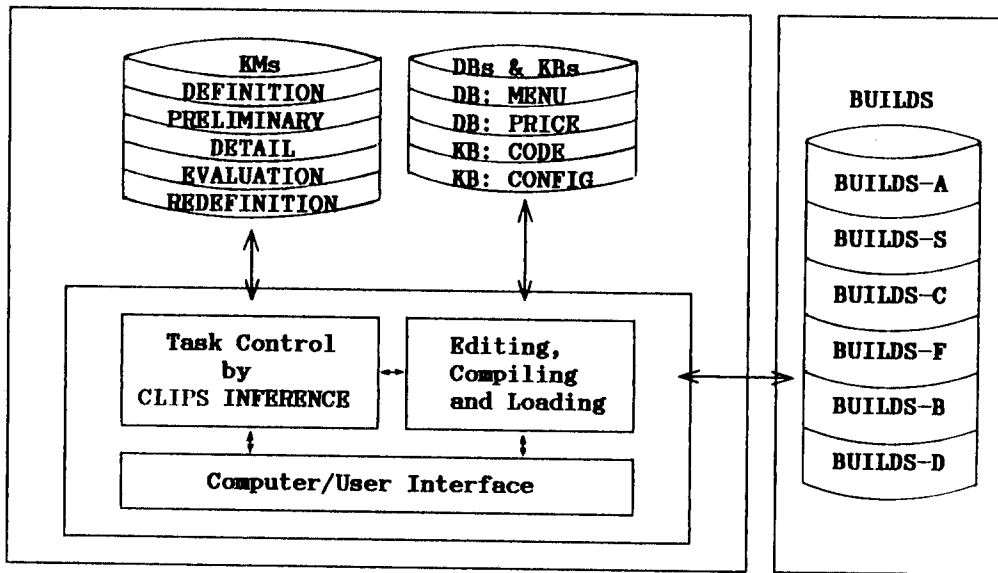 KMs
DEFINITION
PRELIMINARY
DETAIL
EVALUATION
REDEFINITION
DBs & KBs
DB: MENU
DB: PRICE
KB: CODE
KB: CONFIG
Task Control
by
CLIPS INFERENCE
Editing,
Compiling
and Loading
Computer/User Interface
BUILDS
BUILDS-A
BUILDS-S
BUILDS-C
BUILDS-F
BUILDS-B
BUILDS-D